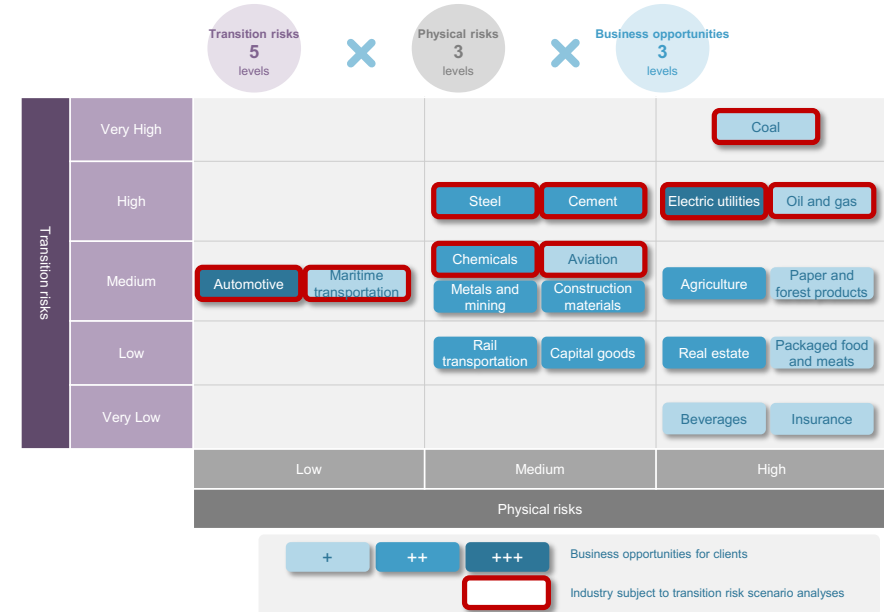 Transition risks
5
levels
Physical risks
3
levels
Business opportunities
3
levels
Transition risks
Very High
Coal
High
Steel
Cement
Electric utilities
Oil and gas
Medium
Automotive
Maritime
transportation
Chemicals
Aviation
Metals and
mining
Construction
materials
Agriculture
Paper and
forest products
Low
Rail
transportation
Capital goods
Real estate
Packaged food
and meats
Very Low
Beverages
Insurance
Low
Medium
High
Physical risks
+
++
+++
Business opportunities for clients
Industry subject to transition risk scenario analyses